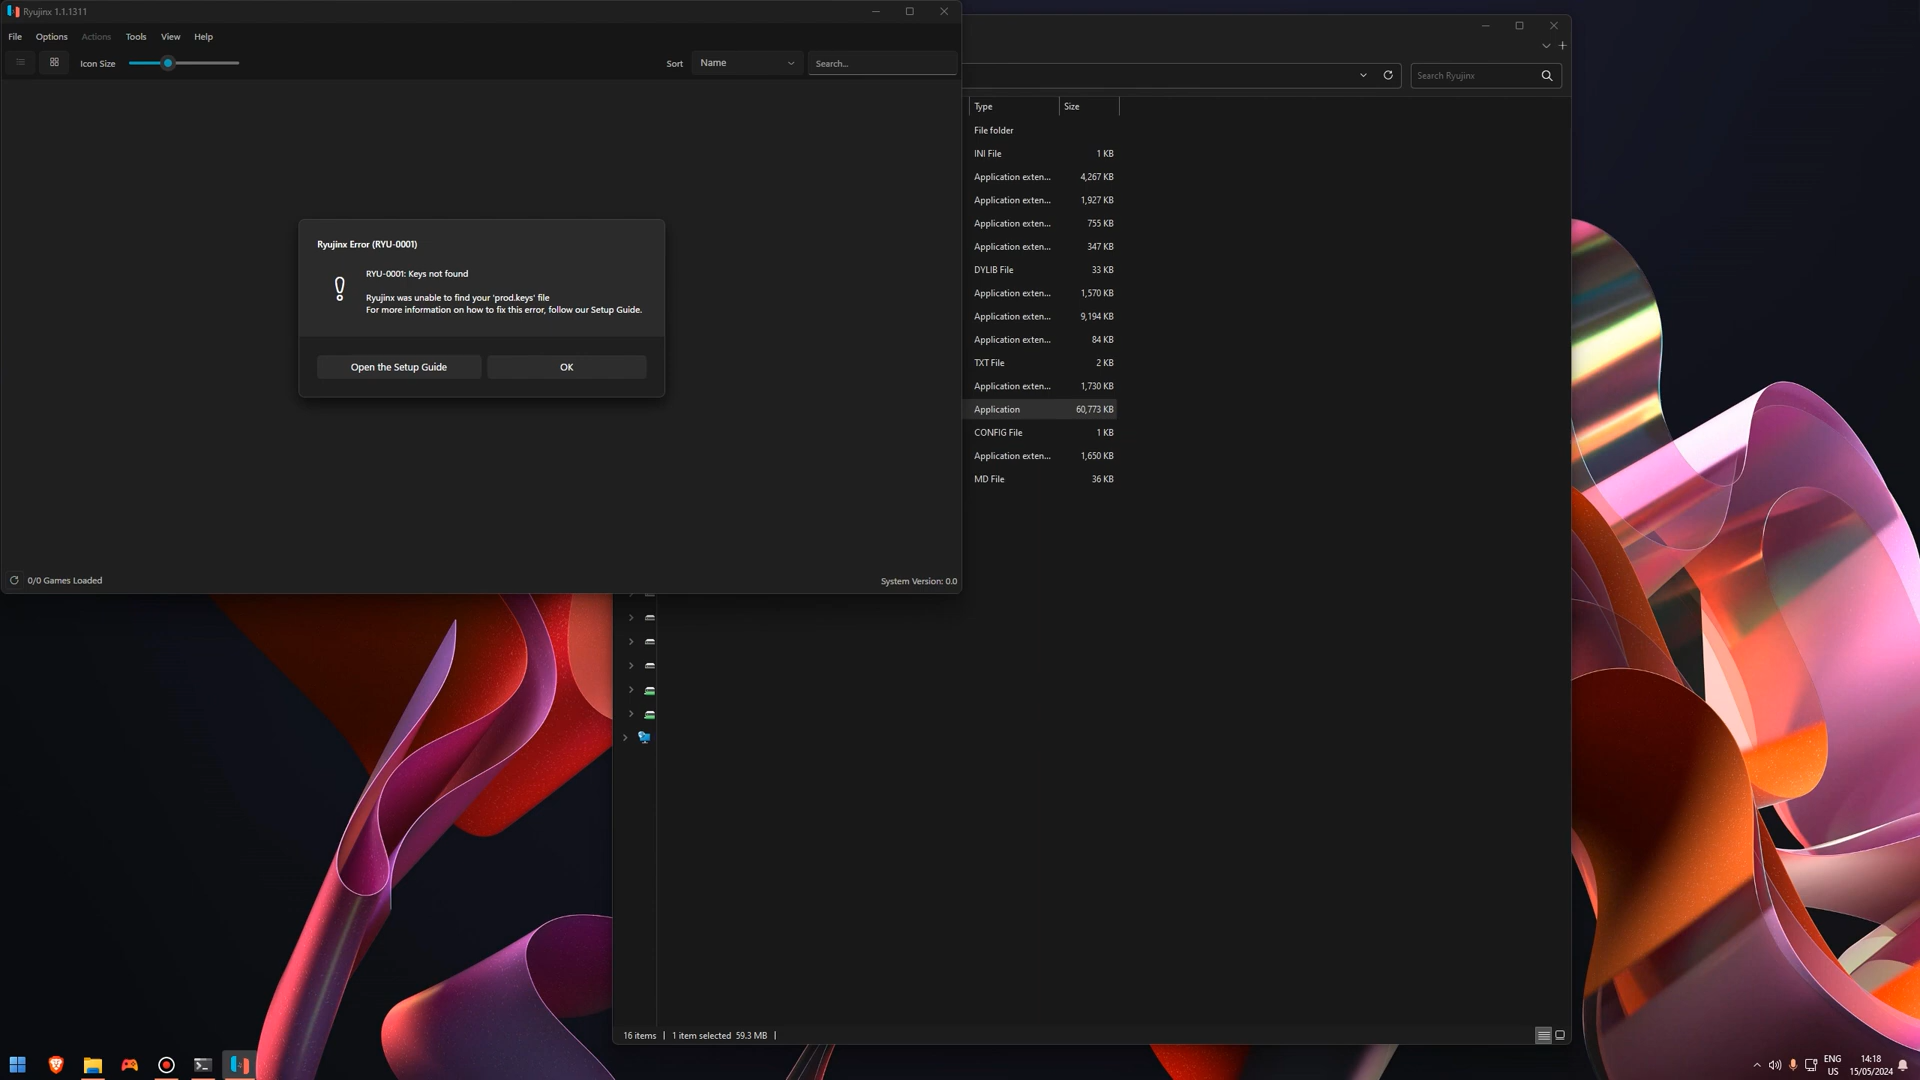 Ryujinx 1.1.1311
File Options Actions Tools View Help
Icon Size
Sort Name Search...
Search Ryujinx
Type Size
File folder
INI File 1 KB
Application exten... 4,267 KB
Application exten... 1,927 KB
Application exten... 755 KB
Application exten... 347 KB
DYLIB File 33 KB
Application exten... 1,570 KB
Application exten... 9,194 KB
Application exten... 84 KB
TXT File 2 KB
Application exten... 1,730 KB
Application 60,773 KB
CONFIG File 1 KB
Application exten... 1,650 KB
MD File 36 KB
Ryujinx Error (RYU-0001)
RYU-0001: Keys not found
Ryujinx was unable to find your 'prod.keys' file
For more information on how to fix this error, follow our Setup Guide.
Open the Setup Guide OK
0/0 Games Loaded System Version: 0.0
16 items 1 item selected 59.3 MB
ENG
US
14:18
15/05/2024